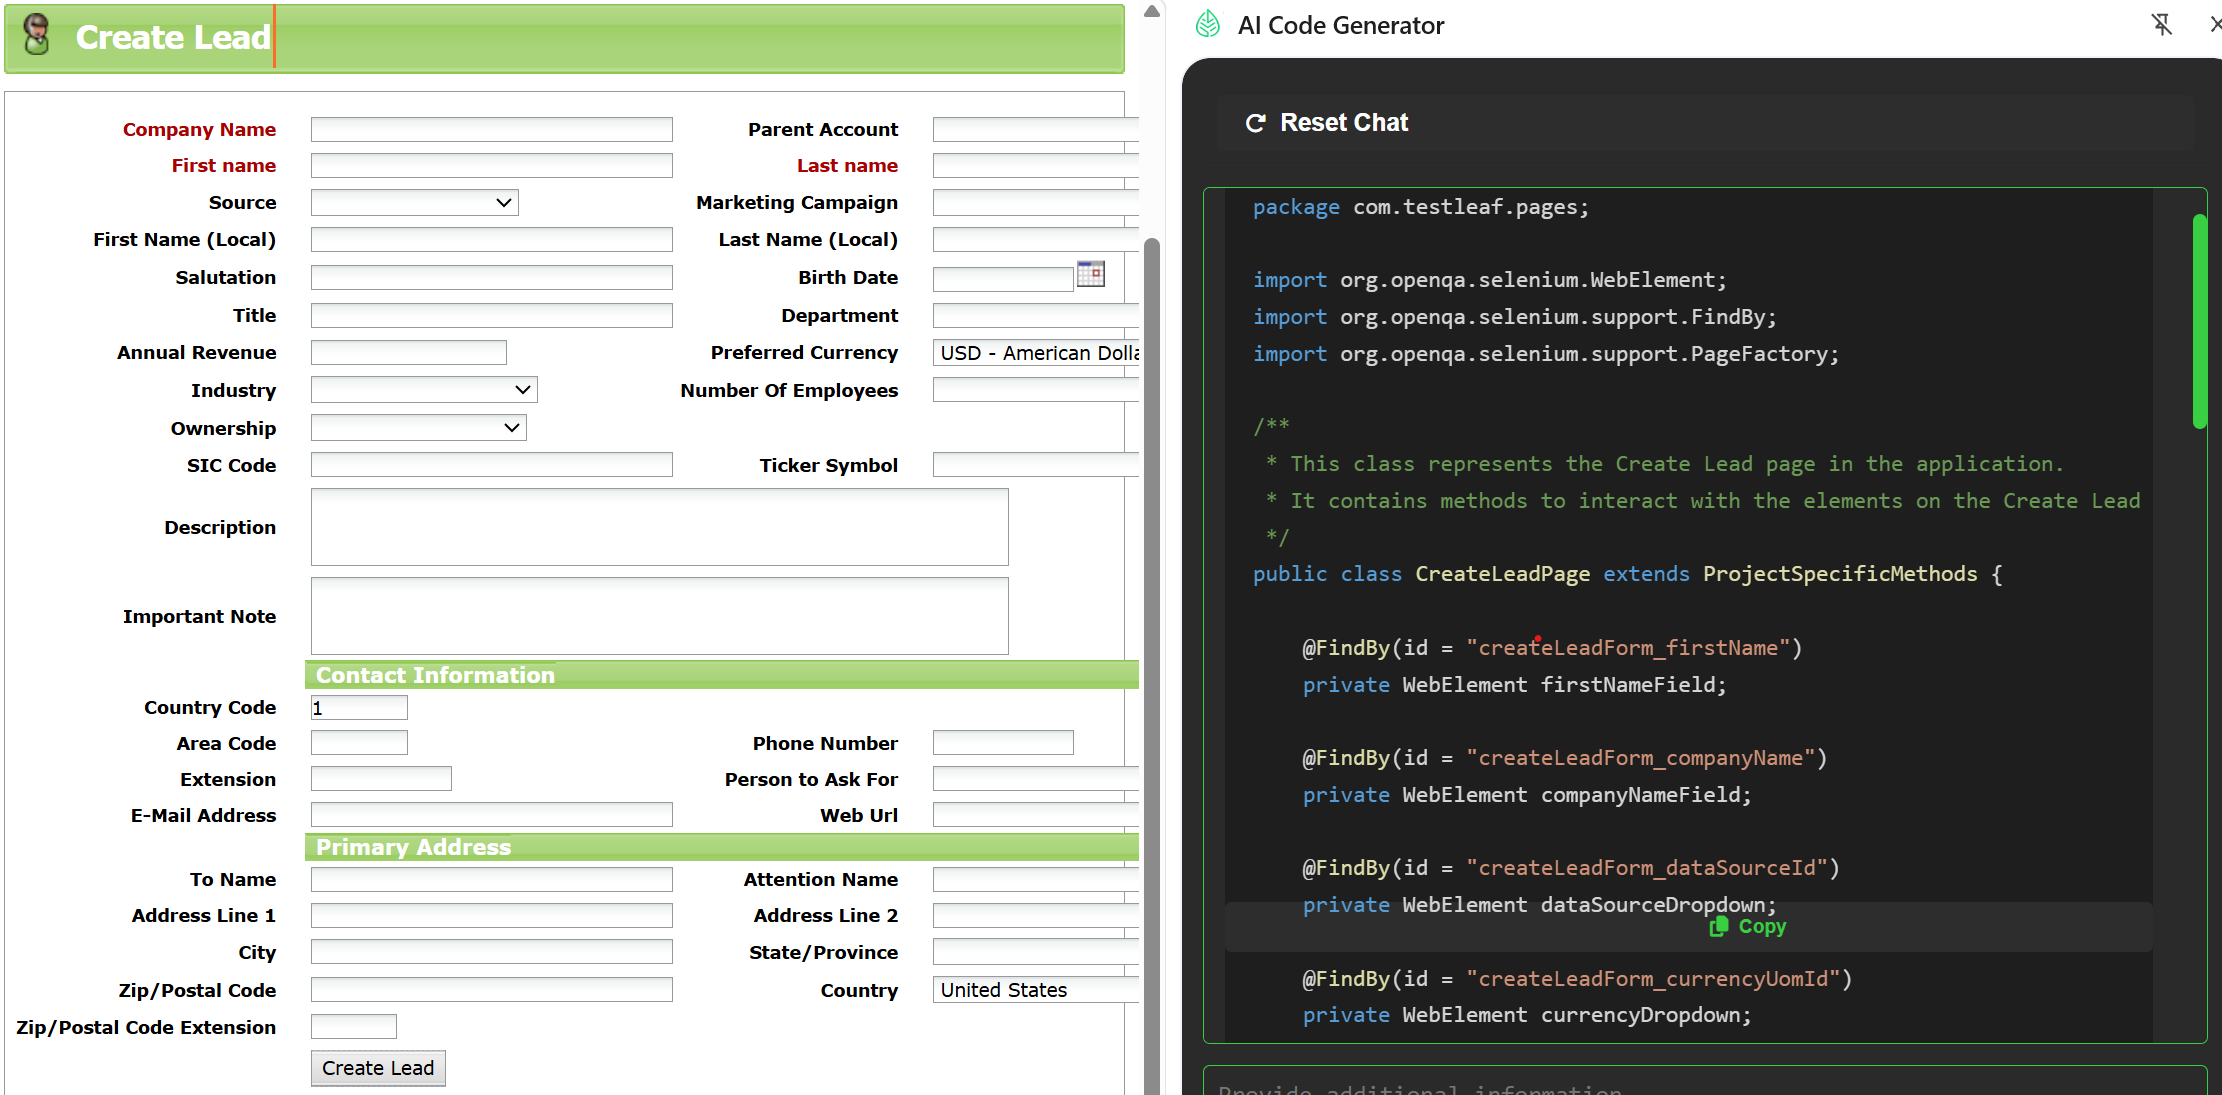 Create Lead
Company Name
Parent Account
First name
Last name
Source
Marketing Campaign
First Name (Local)
Last Name (Local)
Salutation
Birth Date
Title
Department
Annual Revenue
Preferred Currency
USD - American Dolla
Industry
Number Of Employees
Ownership
SIC Code
Ticker Symbol
Description
Important Note
Contact Information
Country Code
1
Area Code
Phone Number
Extension
Person to Ask For
E-Mail Address
Web Url
Primary Address
To Name
Attention Name
Address Line 1
Address Line 2
City
State/Province
Zip/Postal Code
Country
United States
Zip/Postal Code Extension
Create Lead
AI Code Generator
Reset Chat
package com.testleaf.pages;
import org.openqa.selenium.WebElement;
import org.openqa.selenium.support.FindBy;
import org.openqa.selenium.support.PageFactory;
/**
* This class represents the Create Lead page in the application.
* It contains methods to interact with the elements on the Create Lead
*/
public class CreateLeadPage extends ProjectSpecificMethods {
@FindBy(id = "createLeadForm_firstName")
private WebElement firstNameField;
@FindBy(id = "createLeadForm_companyName")
private WebElement companyNameField;
@FindBy(id = "createLeadForm_dataSourceId")
private WebElement dataSourceDropdown;
Copy
@FindBy(id = "createLeadForm_currencyUomId")
private WebElement currencyDropdown;
Provide additional information